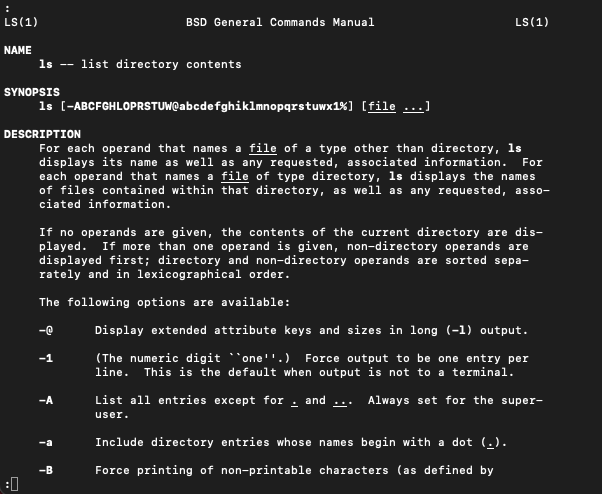 :
LS(1) BSD General Commands Manual LS(1)
NAME
ls -- list directory contents
SYNOPSIS
ls [-ABCFGHLOPRSTUW@abcdefghiklmnopqrstuwx1%] [file ...]
DESCRIPTION
For each operand that names a file of a type other than directory, ls
displays its name as well as any requested, associated information.  For
each operand that names a file of type directory, ls displays the names
of files contained within that directory, as well as any requested, asso-
ciated information.
If no operands are given, the contents of the current directory are dis-
played.  If more than one operand is given, non-directory operands are
displayed first; directory and non-directory operands are sorted sepa-
rately and in lexicographical order.
The following options are available:
-@ Display extended attribute keys and sizes in long (-l) output.
-1 (The numeric digit ``one''.)  Force output to be one entry per
line.  This is the default when output is not to a terminal.
-A List all entries except for . and ...  Always set for the super-
user.
-a Include directory entries whose names begin with a dot (.).
-B Force printing of non-printable characters (as defined by
: